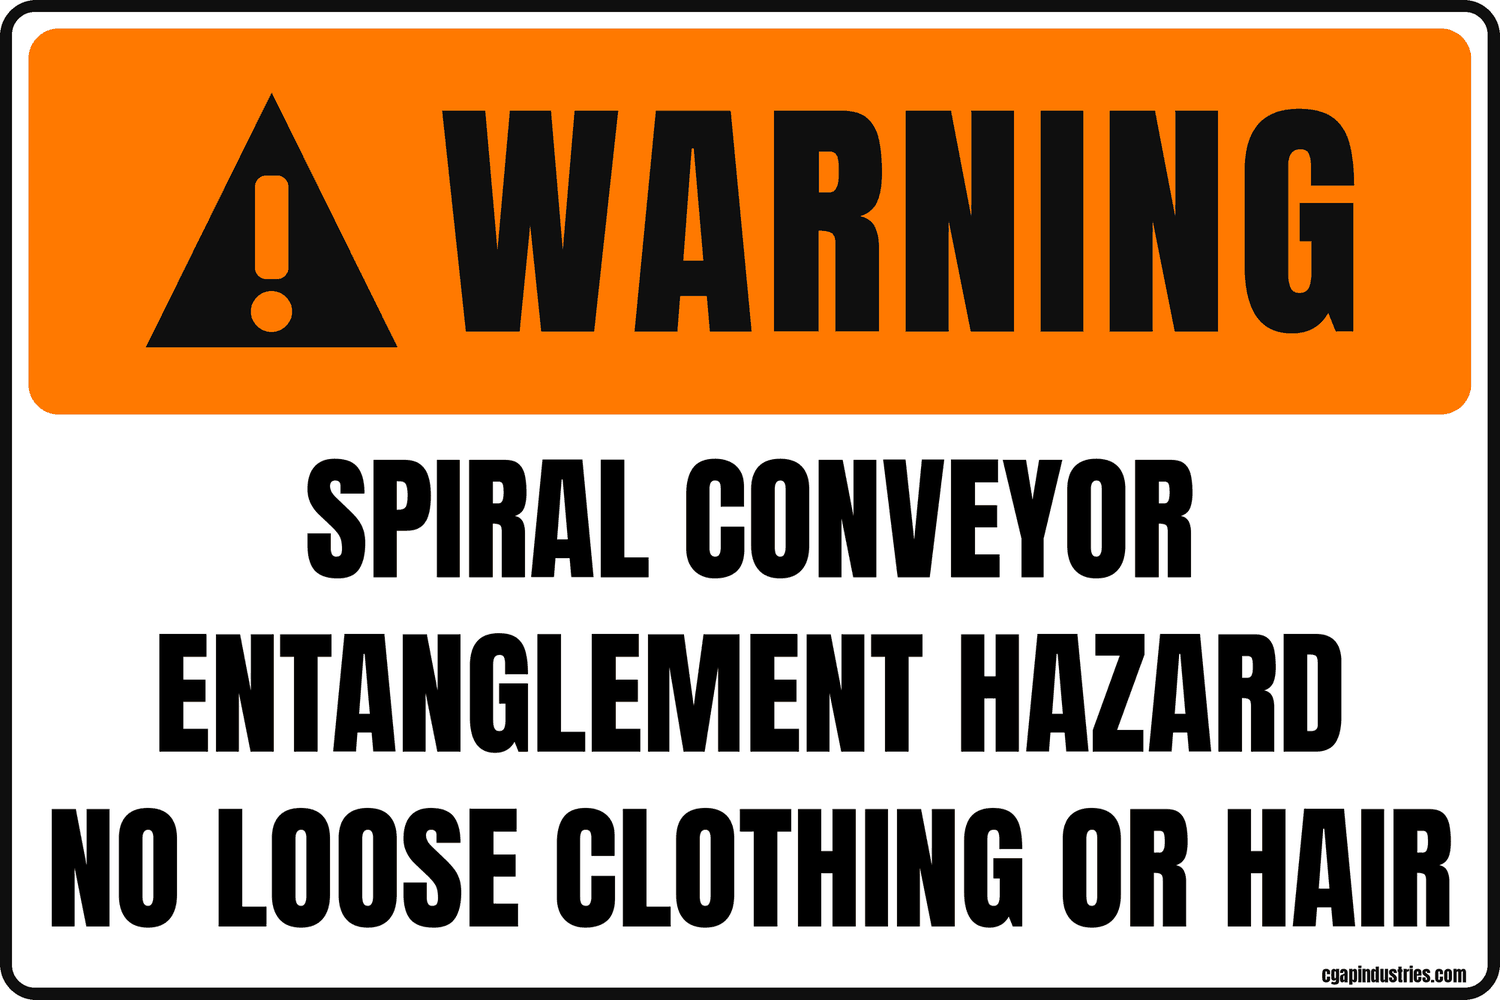 WARNING
SPIRAL CONVEYOR
ENTANGLEMENT HAZARD
NO LOOSE CLOTHING OR HAIR
cgapindustries.com